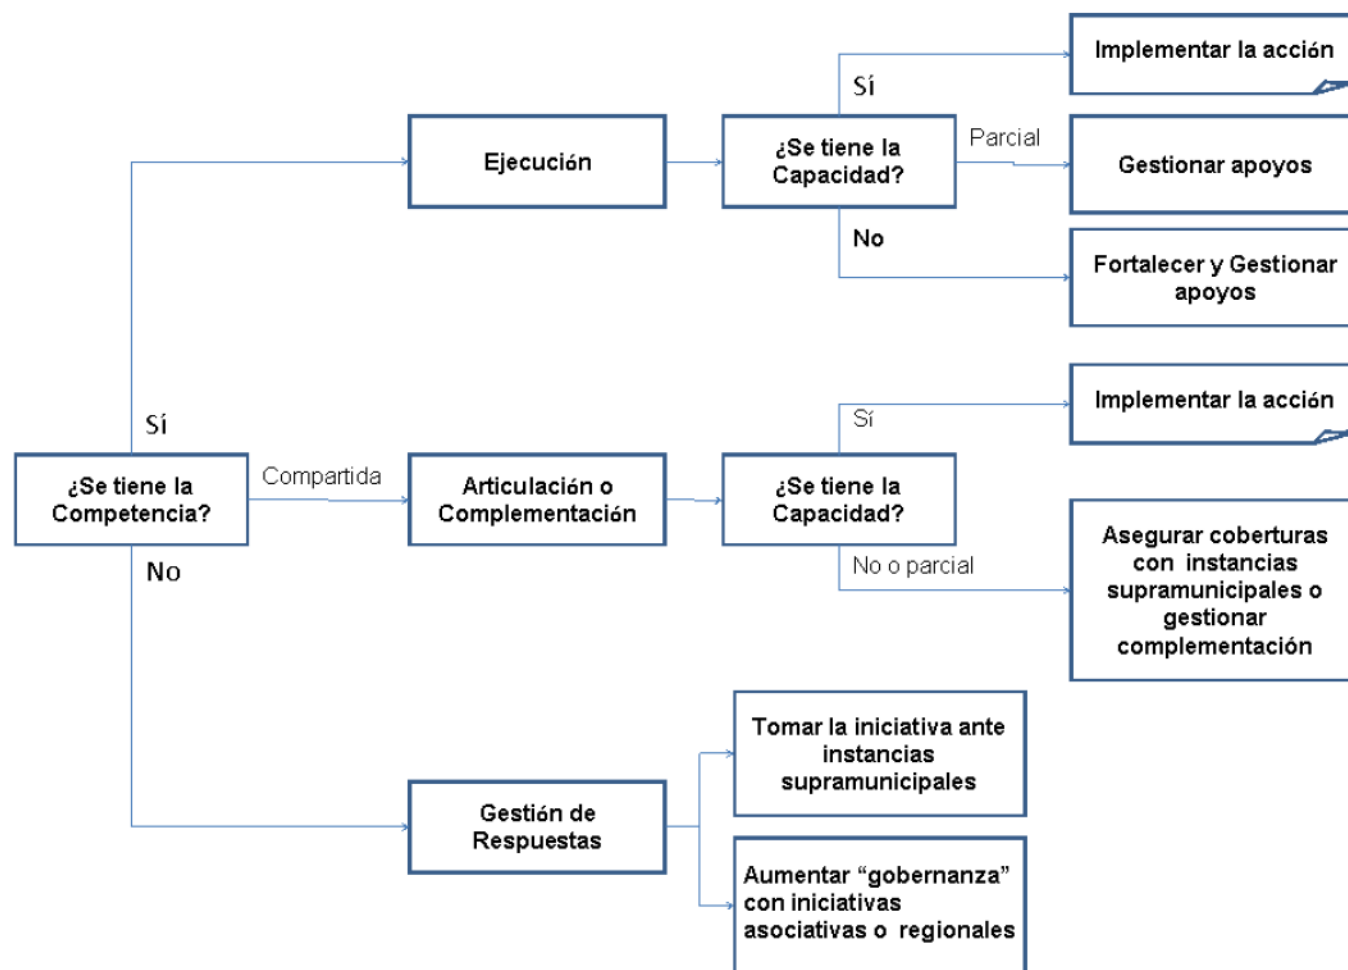 Implementar la acción
Sí
¿Se tiene la
Capacidad?
Parcial
Ejecución
Gestionar apoyos
No
Fortalecer y Gestionar
apoyos
Sí
¿Se tiene la
Competencia?
Compartida
No
Articulación o
Complementación
¿Se tiene la
Capacidad?
Sí
Implementar la acción
No o parcial
Asegurar coberturas
con instancias
supramunicipales o
gestionar
complementación
Gestión de
Respuestas
Tomar la iniciativa ante
instancias
supramunicipales
Aumentar “gobernanza”
con iniciativas
asociativas o regionales